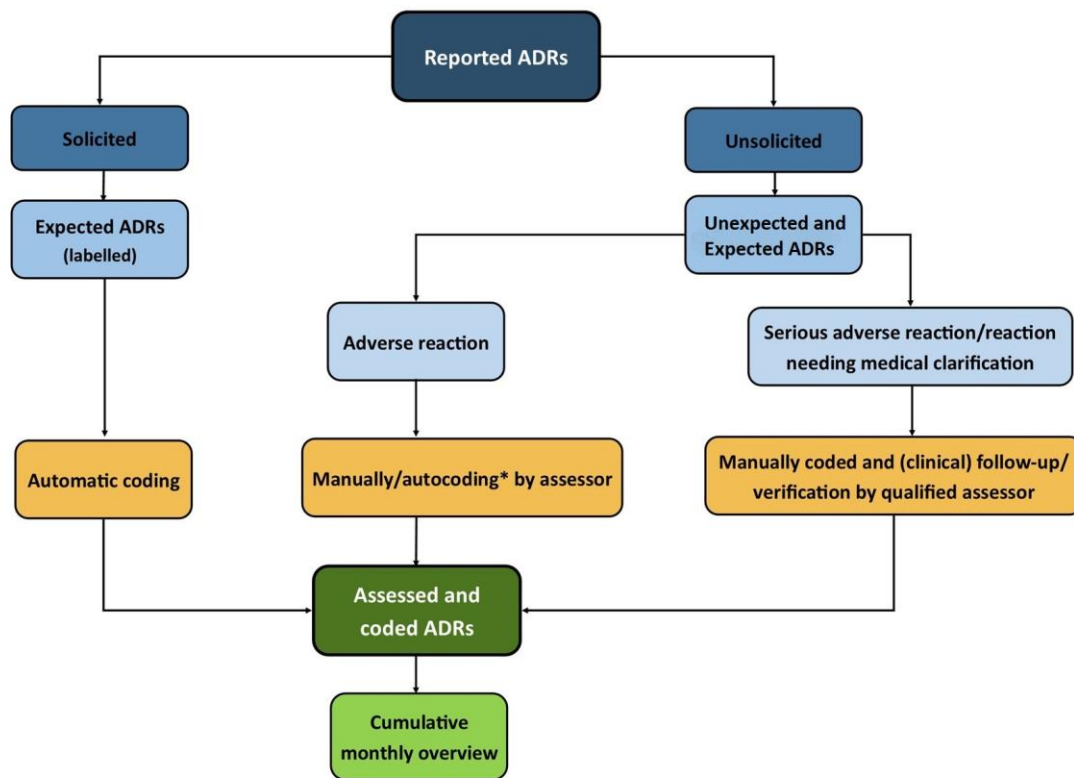 Reported ADRs
Solicited
Unsolicited
Expected ADRs
(labelled)
Unexpected and
Expected ADRs
Adverse reaction
Serious adverse reaction/reaction
needing medical clarification
Automatic coding
Manually/autocoding* by assessor
Manually coded and (clinical) follow-up/
verification by qualified assessor
Assessed and
coded ADRs
Cumulative
monthly overview